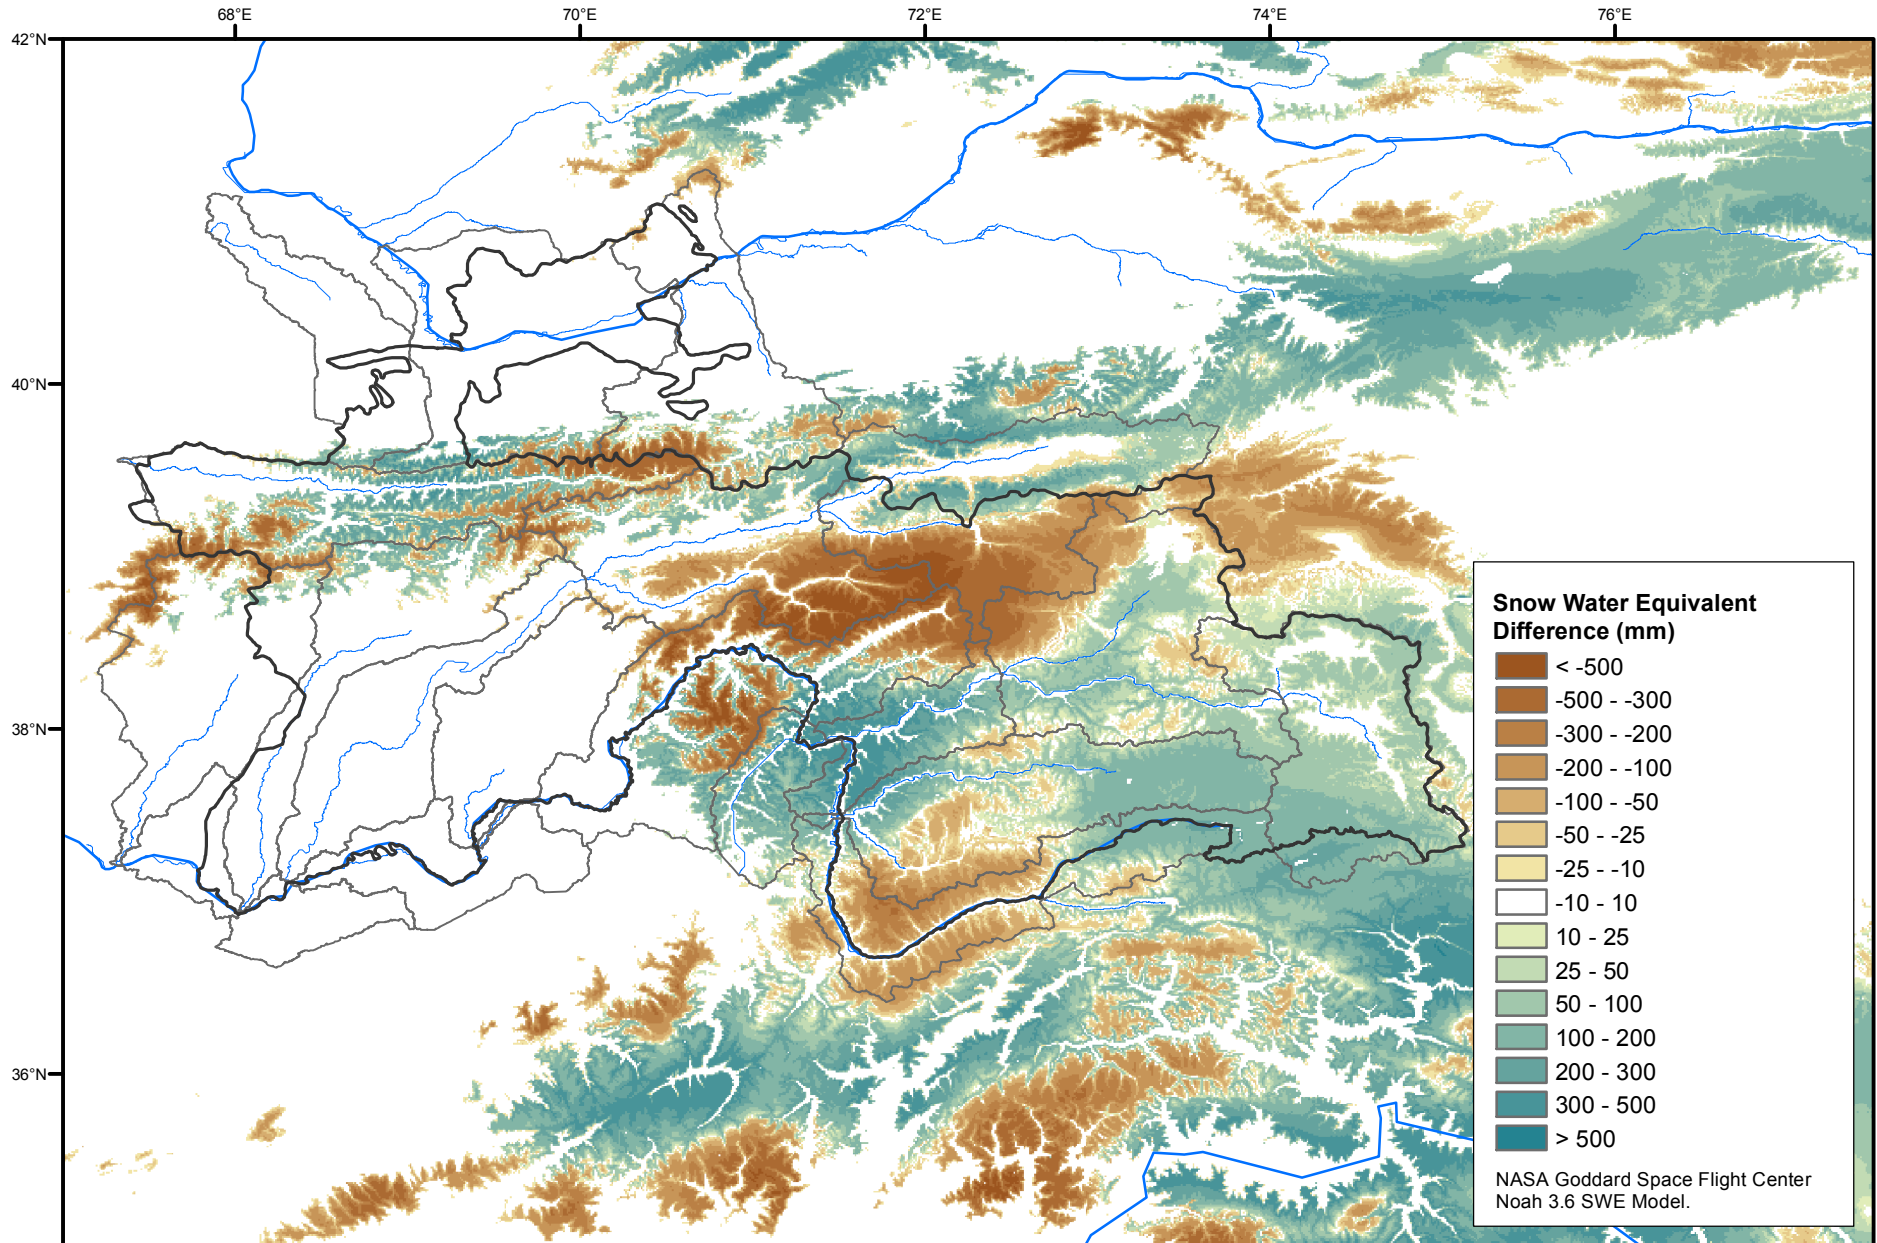 68°E 70°E 72°E 74°E 76°E
42°N
40°N
38°N
36°N
Snow Water Equivalent
Difference (mm)
< -500
-500 - -300
-300 - -200
-200 - -100
-100 - -50
-50 - -25
-25 - -10
-10 - 10
10 - 25
25 - 50
50 - 100
100 - 200
200 - 300
300 - 500
> 500
NASA Goddard Space Flight Center
Noah 3.6 SWE Model.